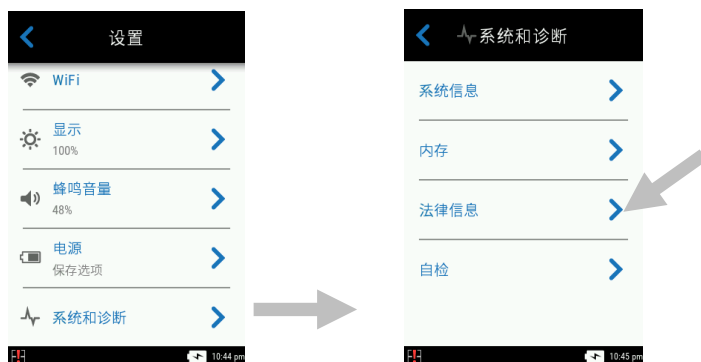 设置
WiFi
显示
100%
蜂鸣音量
48%
电源
保存选项
系统和诊断
10:44 pm
系统和诊断
系统信息
内存
法律信息
自检
10:45 pm